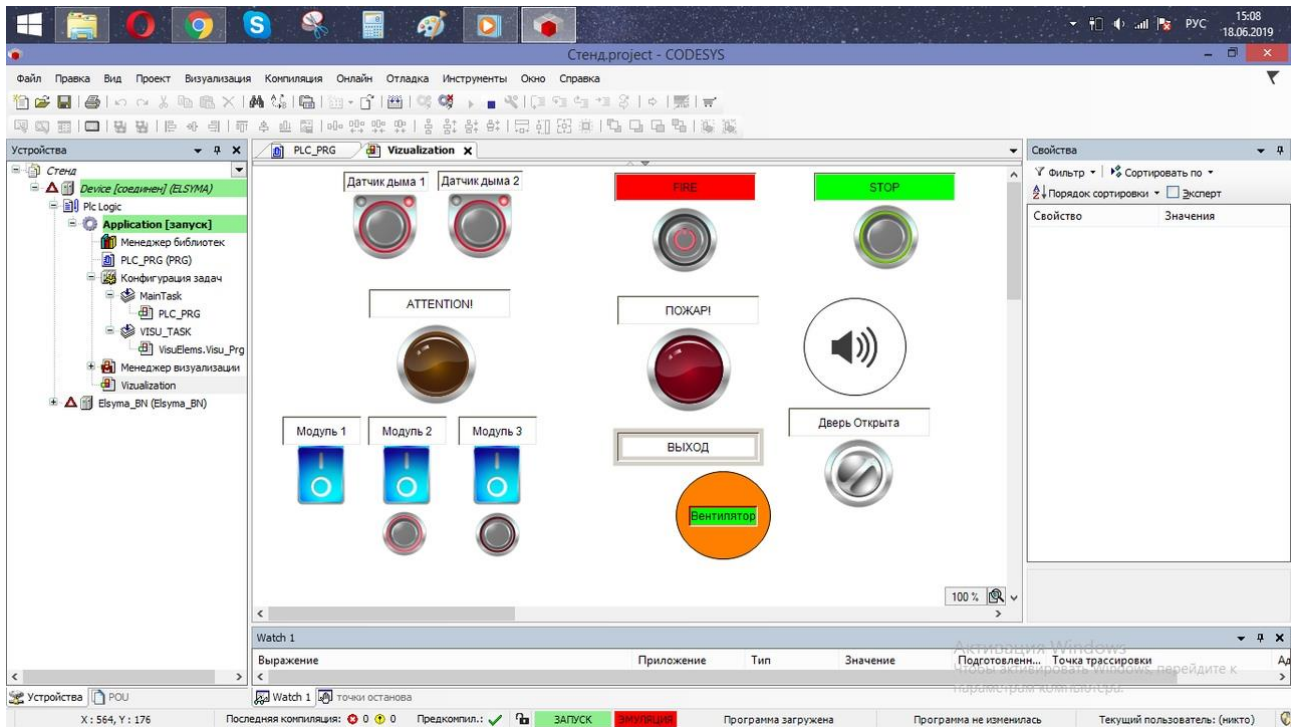 РУС
15:08
18.06.2019
Стенд.project - CODESYS
Файл Правка Вид Проект Визуализация Компиляция Онлайн Отладка Инструменты Окно Справка
Устройства
Стенд
Device [соединен] (ELSYMA)
Plc Logic
Application [запуск]
Менеджер библиотек
PLC_PRG (PRG)
Конфигурация задач
MainTask
PLC_PRG
VISU_TASK
VisuElems.Visu_Prg
Менеджер визуализации
Vizualization
Elsyma_BN (Elsyma_BN)
Устройства POU
PLC_PRG Vizualization
Датчик дыма 1 Датчик дыма 2 FIRE STOP
ATTENTION! ПОЖАР!
Модуль 1 Модуль 2 Модуль 3 ВЫХОД Дверь Открыта
Вентилятор
100 %
Свойства
Фильтр Сортировать по
Порядок сортировки Эксперт
Свойство Значения
Watch 1
Выражение Приложение Тип Значение Подготовленн... Точка трассировки Ад
Активация Windows
Чтобы активировать Windows, перейдите к
параметрам компьютера.
Watch 1 точки останова
X : 564, Y : 176 Последняя компиляция: 0 0 Предкомпил.: ЗАПУСК ЭМУЛЯЦИЯ Программа загружена Программа не изменилась Текущий пользователь: (никто)